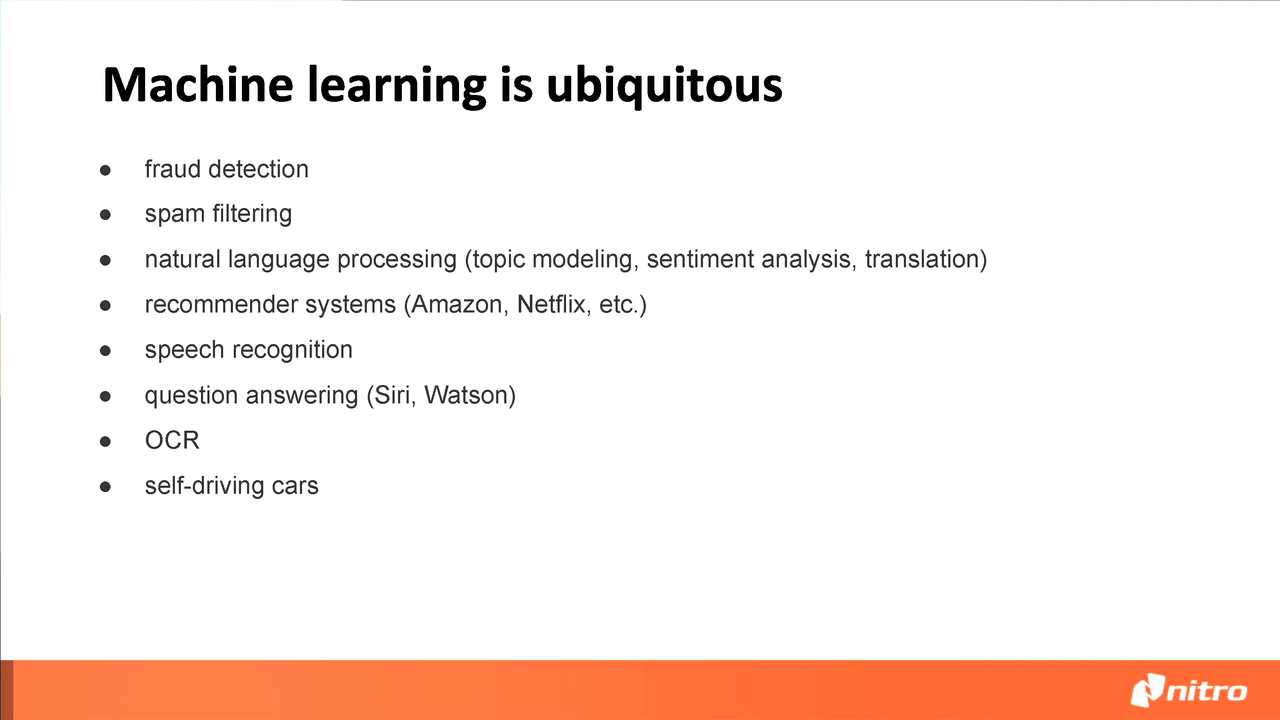 Machine learning is ubiquitous
● fraud detection
● spam filtering
● natural language processing (topic modeling, sentiment analysis, translation)
● recommender systems (Amazon, Netflix, etc.)
● speech recognition
● question answering (Siri, Watson)
● OCR
● self-driving cars
nitro